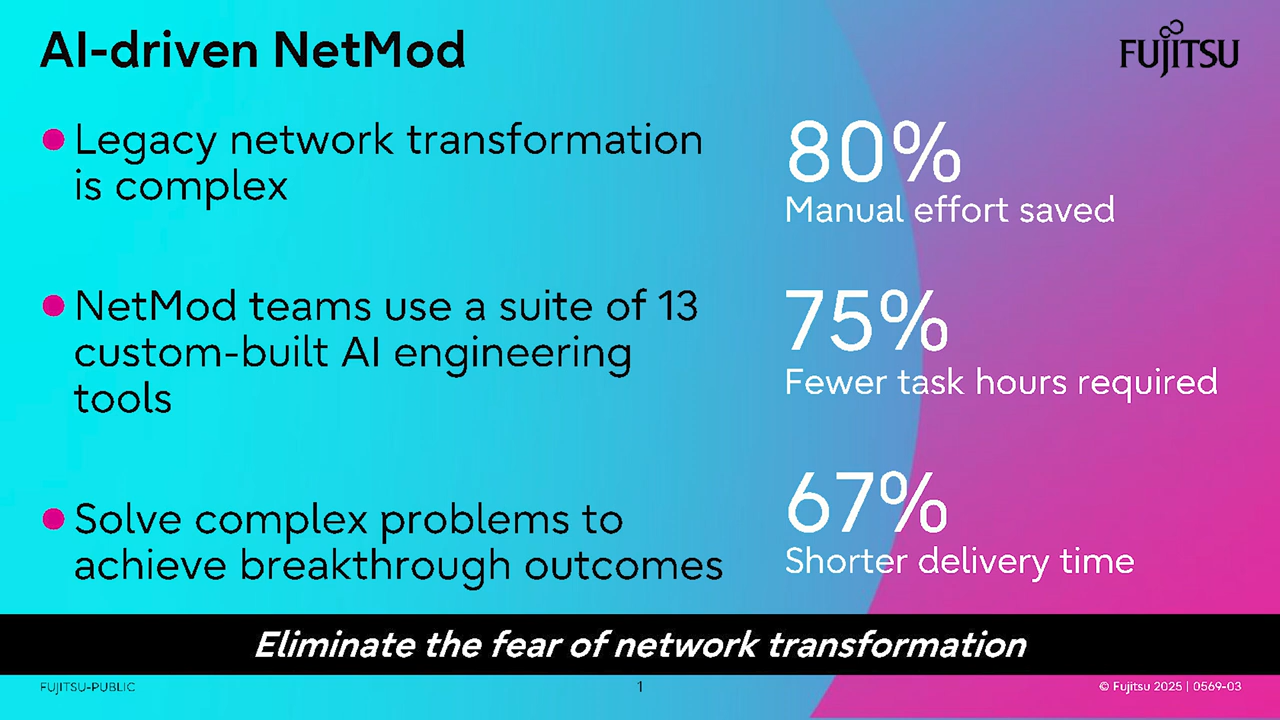 AI-driven NetMod
FUJITSU
Legacy network transformation
is complex
80%
Manual effort saved
NetMod teams use a suite of 13
custom-built AI engineering
tools
75%
Fewer task hours required
Solve complex problems to
achieve breakthrough outcomes
67%
Shorter delivery time
Eliminate the fear of network transformation
FUJITSU-PUBLIC
1
© Fujitsu 2025 | 0569-03